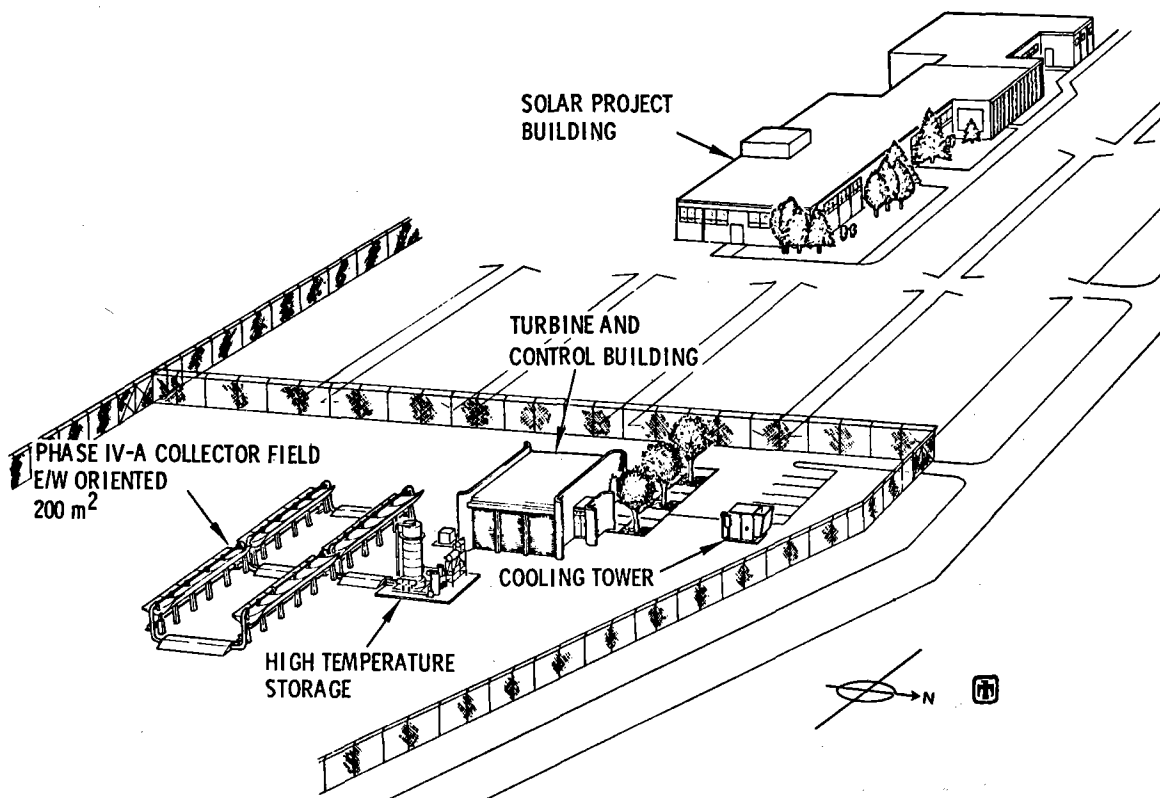 SOLAR PROJECT
BUILDING
TURBINE AND
CONTROL BUILDING
PHASE IV-A COLLECTOR FIELD
E/W ORIENTED
200 m²
COOLING TOWER
HIGH TEMPERATURE
STORAGE
N